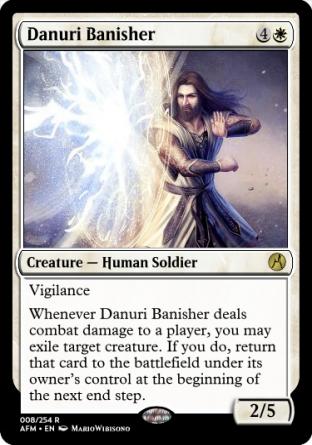 Danuri Banisher 4
Creature — Human Soldier
Vigilance
Whenever Danuri Banisher deals
combat damage to a player, you may
exile target creature. If you do, return
that card to the battlefield under its
owner's control at the beginning of
the next end step.
2/5
008/254 R
AFM • EN MarioWibisono